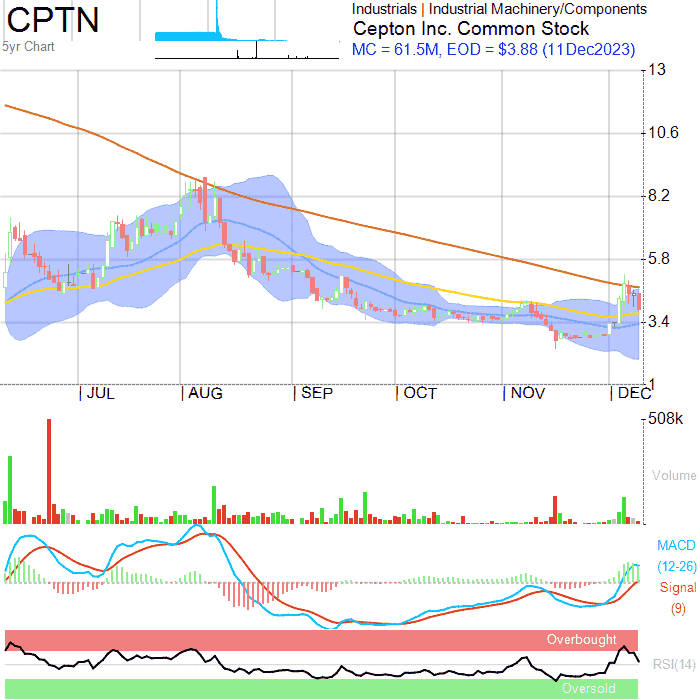 CPTN
5yr Chart
Industrials | Industrial Machinery/Components
Cepton Inc. Common Stock
MC = 61.5M, EOD = $3.88 (11Dec2023)
13
10.6
8.2
5.8
3.4
1
JUL AUG SEP OCT NOV DEC
508k
Volume
MACD
(12-26)
Signal
(9)
Overbought
RSI(14)
Oversold